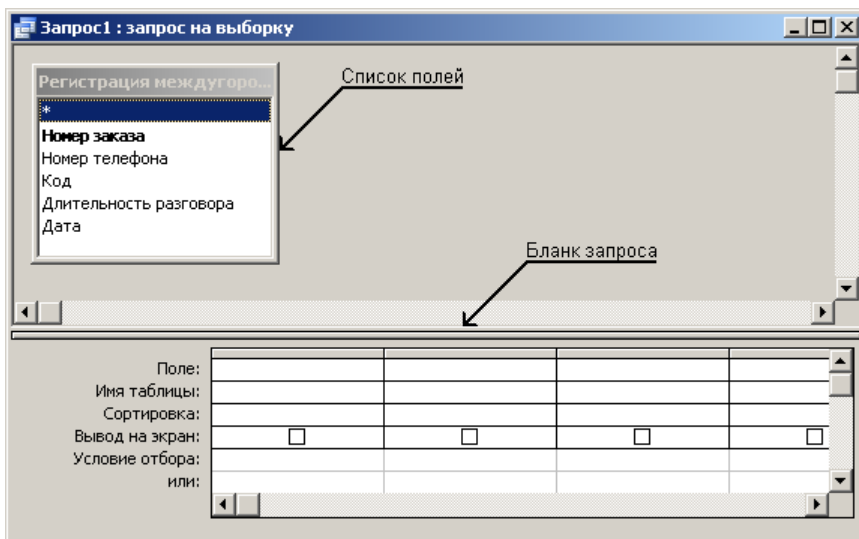 Запрос1 : запрос на выборку
Список полей
Регистрация междугоро...
*
Номер заказа
Номер телефона
Код
Длительность разговора
Дата
Бланк запроса
Поле:
Имя таблицы:
Сортировка:
Вывод на экран:
Условие отбора:
или: